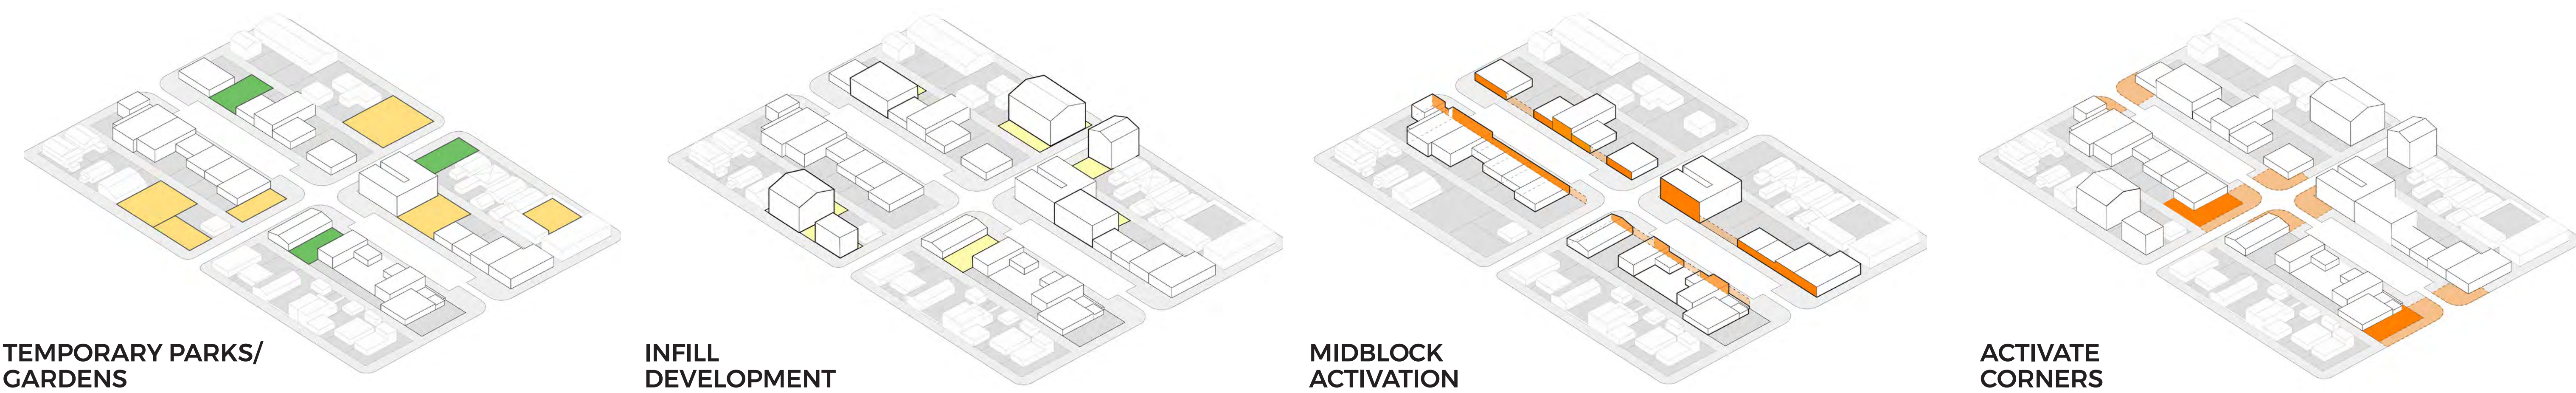 TEMPORARY PARKS/
GARDENS
INFILL
DEVELOPMENT
MIDBLOCK
ACTIVATION
ACTIVATE
CORNERS